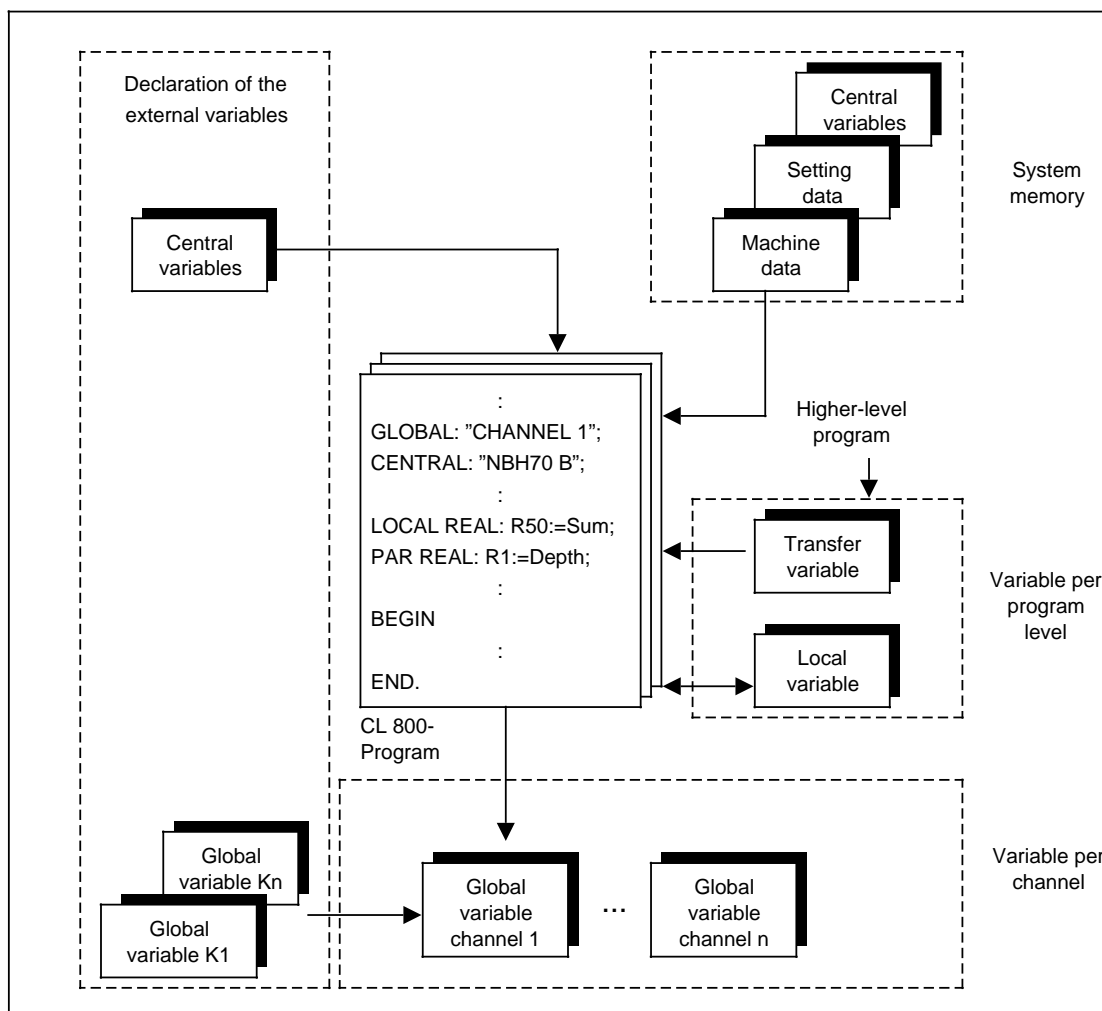 Declaration of the
external variables
Central
variables
Central
variables
Setting
data
Machine
data
System
memory
:
GLOBAL: ”CHANNEL 1”;
CENTRAL: ”NBH70 B”;
:
LOCAL REAL: R50:=Sum;
PAR REAL: R1:=Depth;
:
BEGIN
:
END.
CL 800-
Program
Higher-level
program
Transfer
variable
Local
variable
Variable per
program
level
Global
variable Kn
Global
variable K1
Global
variable
channel 1
...
Global
variable
channel n
Variable per
channel